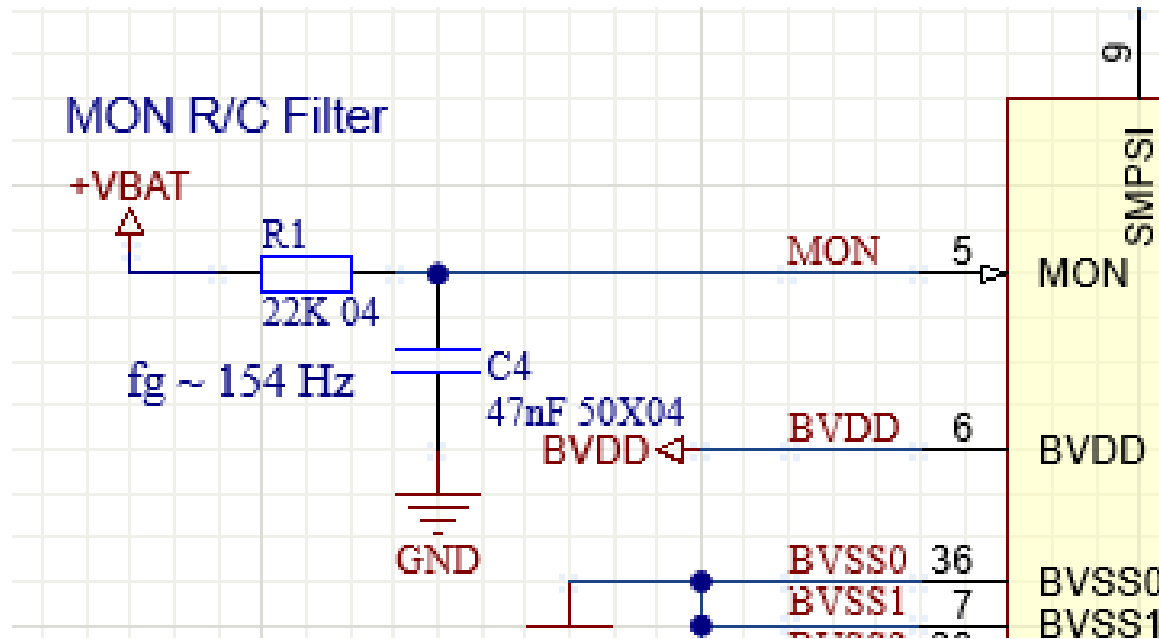 9
MON R/C Filter
+VBAT
SMPSI
R1
MON 5
MON
22K 04
fg ~ 154 Hz
C4
47nF 50X04
BVDD
BVDD 6
BVDD
GND
BVSS0 36
BVSS0
BVSS1 7
BVSS1